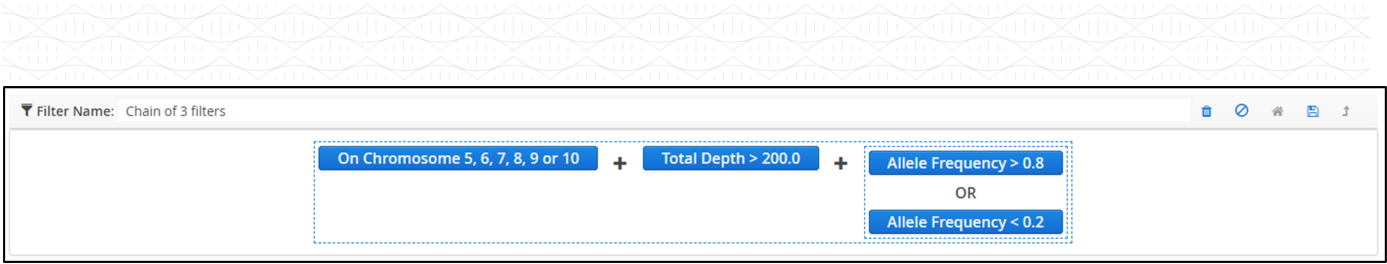 Filter Name: Chain of 3 filters
On Chromosome 5, 6, 7, 8, 9 or 10 + Total Depth > 200.0 + Allele Frequency > 0.8
OR
Allele Frequency < 0.2